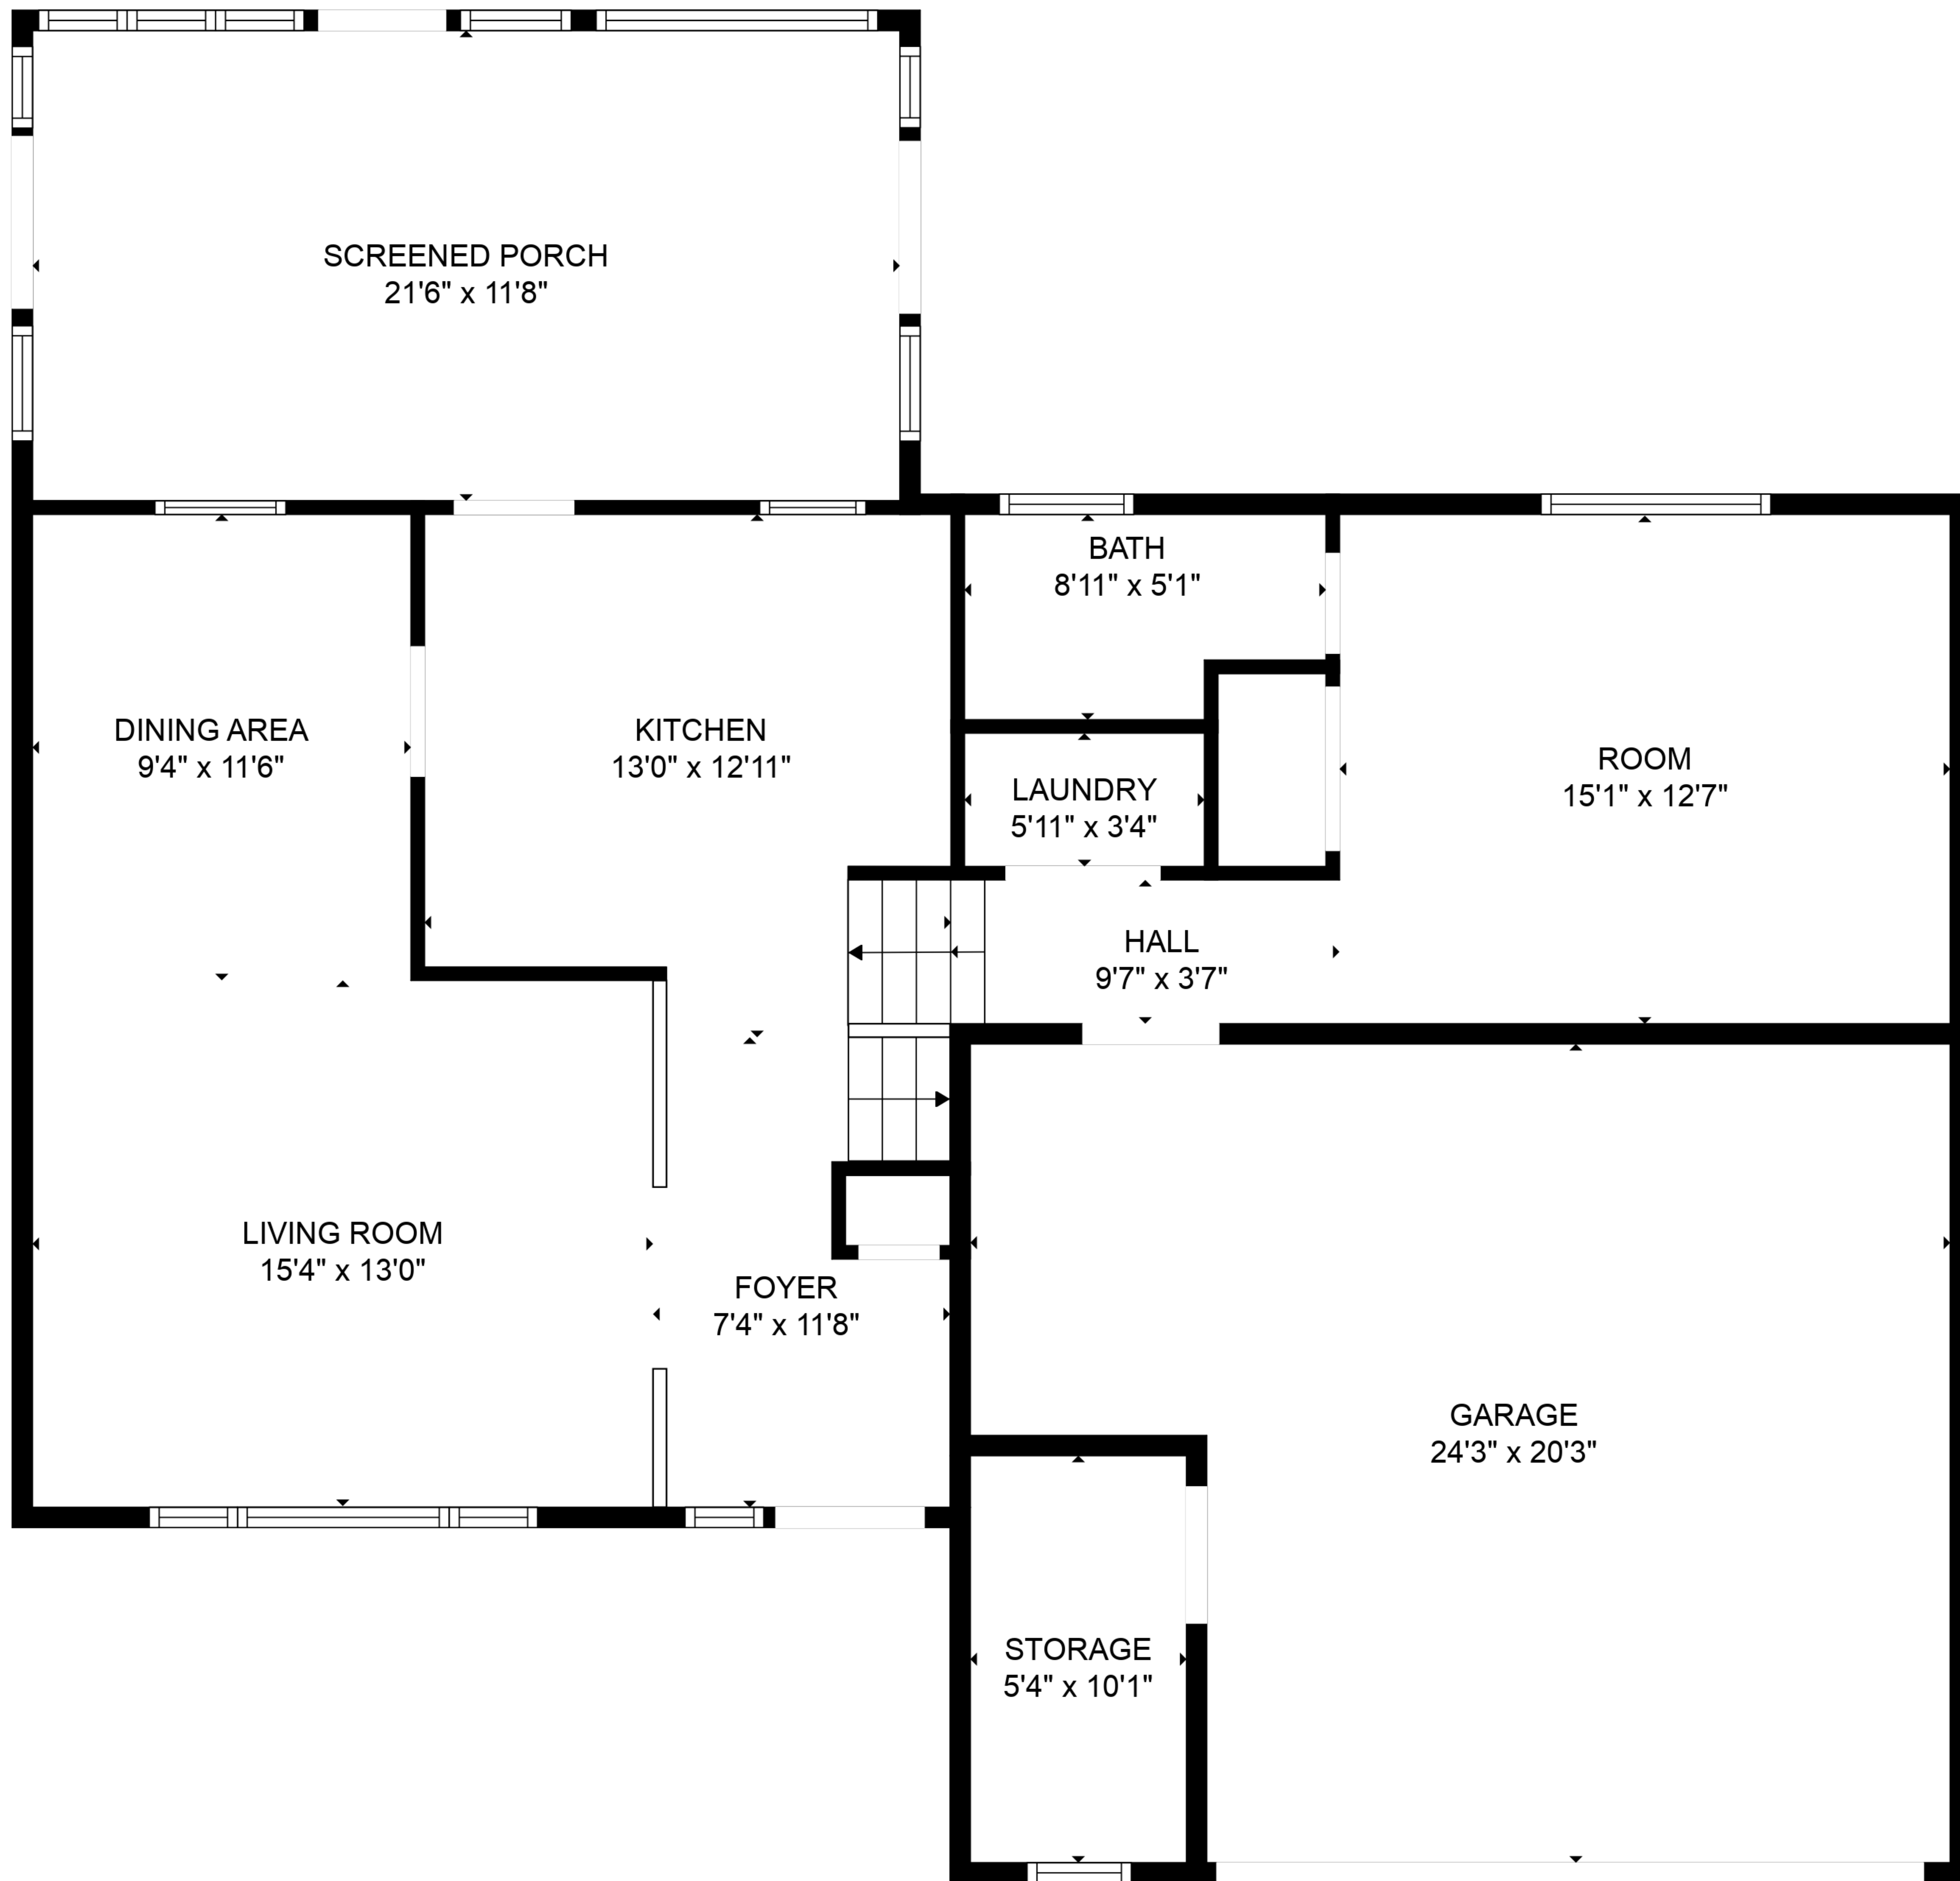 SCREENED PORCH
21'6" x 11'8"
BATH
8'11" x 5'1"
DINING AREA
9'4" x 11'6"
KITCHEN
13'0" x 12'11"
LAUNDRY
5'11" x 3'4"
ROOM
15'1" x 12'7"
HALL
9'7" x 3'7"
LIVING ROOM
15'4" x 13'0"
FOYER
7'4" x 11'8"
GARAGE
24'3" x 20'3"
STORAGE
5'4" x 10'1"